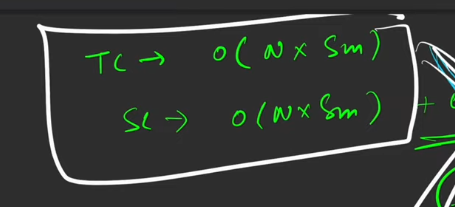 TC → O(N x Sm)
SC → O(N x Sm) +